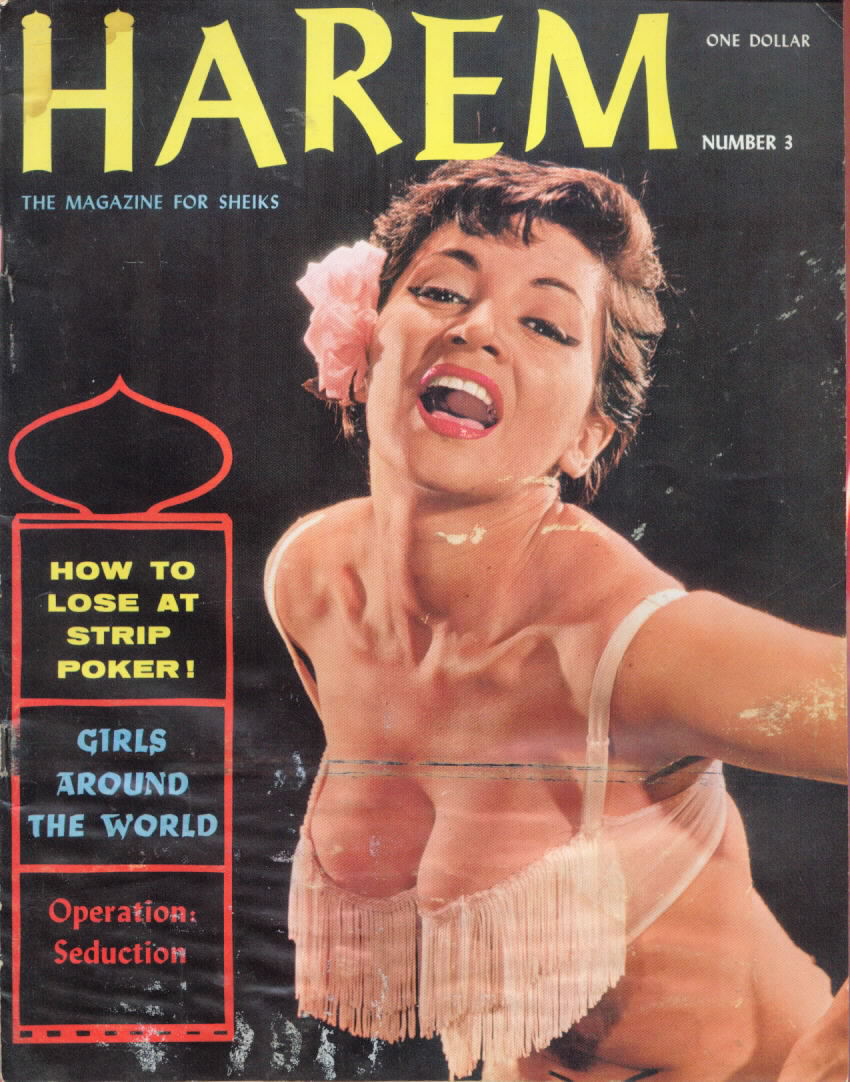 HAREM
ONE DOLLAR
NUMBER 3
THE MAGAZINE FOR SHEIKS
HOW TO
LOSE AT
STRIP
POKER!
GIRLS
AROUND
THE WORLD
Operation:
Seduction